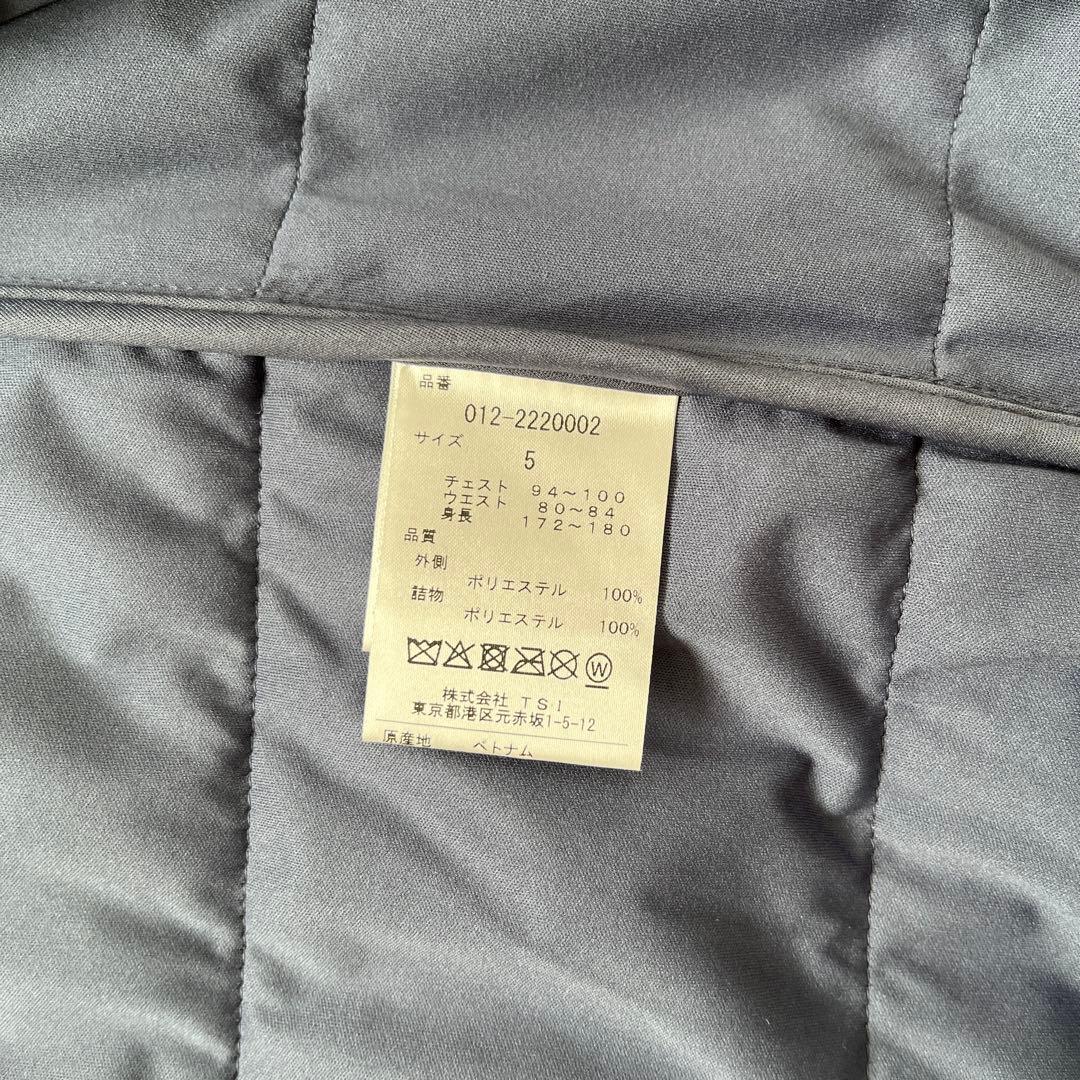 品番
012-2220002
サイズ
5
チェスト 94〜100
ウエスト 80〜84
身長 172〜180
品質
外側
ポリエステル 100%
詰物
ポリエステル 100%
W
株式会社 TSI
東京都港区元赤坂1-5-12
原産地 ベトナム